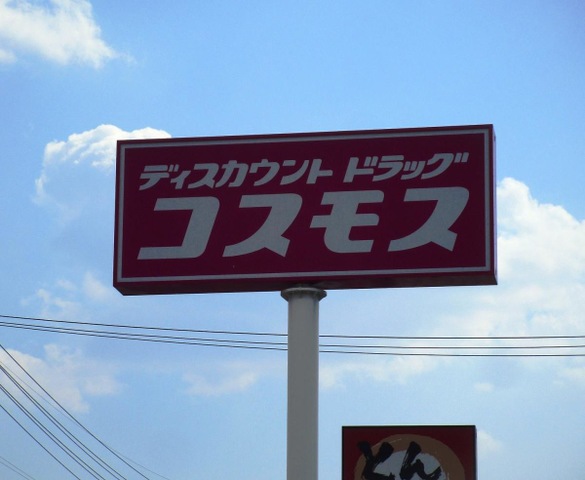 ディスカウント ドラッグ
コスモス
とん